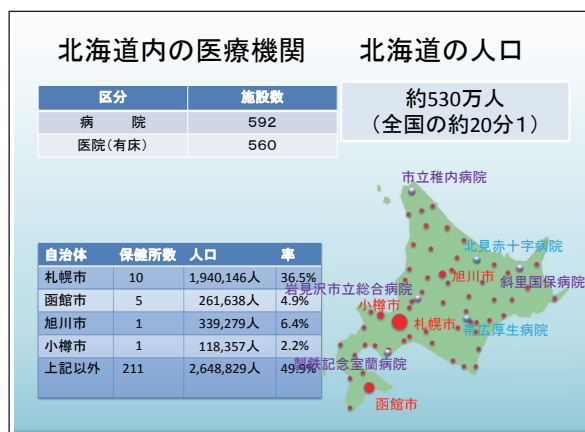 北海道内の医療機関
北海道の人口
区分 施設数
病　院 592
医院(有床) 560
約530万人
(全国の約20分1)
自治体 保健所数 人口 率
札幌市 10 1,940,146人 36.5%
函館市 5 261,638人 4.9%
旭川市 1 339,279人 6.4%
小樽市 1 118,357人 2.2%
上記以外 211 2,648,829人 49.9%
市立稚内病院
北見赤十字病院
旭川市
斜里国保病院
岩見沢市立総合病院
小樽市
札幌市
帯広厚生病院
製鉄記念室蘭病院
函館市